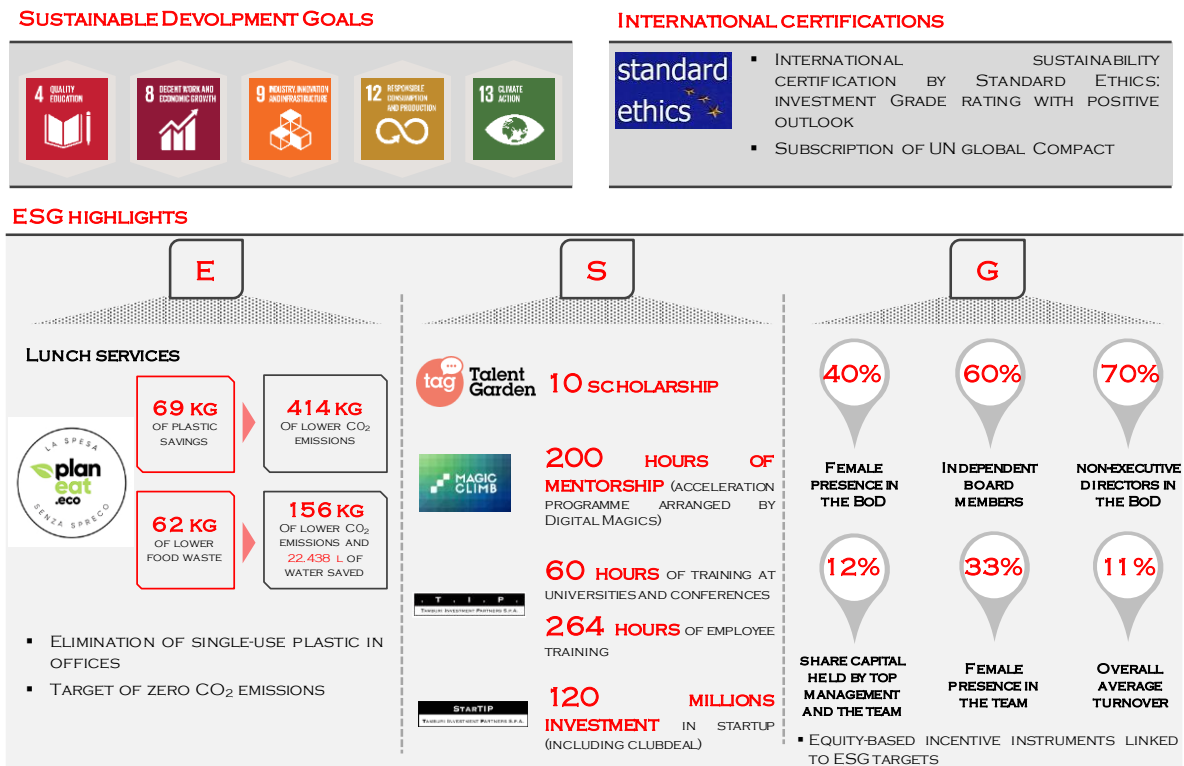 SUSTAINABLE DEVOLPMENT GOALS
4 QUALITY
EDUCATION
8 DECENT WORK AND
ECONOMIC GROWTH
9 INDUSTRY, INNOVATION
AND INFRASTRUCTURE
12 RESPONSIBLE
CONSUMPTION
AND PRODUCTION
13 CLIMATE
ACTION
INTERNATIONAL CERTIFICATIONS
standard
ethics
▪ INTERNATIONAL SUSTAINABILITY
CERTIFICATION BY STANDARD ETHICS:
INVESTMENT GRADE RATING WITH POSITIVE
OUTLOOK
▪ SUBSCRIPTION OF UN GLOBAL COMPACT
ESG HIGHLIGHTS
E
LUNCH SERVICES
LA SPESA
plan
eat
.eco
SENZA SPRECO
69 KG
OF PLASTIC
SAVINGS
414 KG
OF LOWER CO₂
EMISSIONS
62 KG
OF LOWER
FOOD WASTE
156 KG
OF LOWER CO₂
EMISSIONS AND
22.438 L OF
WATER SAVED
▪ ELIMINATION OF SINGLE-USE PLASTIC IN
OFFICES
▪ TARGET OF ZERO CO₂ EMISSIONS
S
tag
Talent
Garden
10 SCHOLARSHIP
MAGIC
CLIMB
200 HOURS OF
MENTORSHIP (ACCELERATION
PROGRAMME ARRANGED BY
DIGITAL MAGICS)
.T.I.P.
TAMBURI INVESTMENT PARTNERS S.P.A.
60 HOURS OF TRAINING AT
UNIVERSITIES AND CONFERENCES
264 HOURS OF EMPLOYEE
TRAINING
STARTIP
TAMBURI INVESTMENT PARTNERS S.P.A.
120 MILLIONS
INVESTMENT IN STARTUP
(INCLUDING CLUBDEAL)
G
40%
FEMALE
PRESENCE IN
THE BOD
60%
INDEPENDENT
BOARD
MEMBERS
70%
NON-EXECUTIVE
DIRECTORS IN
THE BOD
12%
SHARE CAPITAL
HELD BY TOP
MANAGEMENT
AND THE TEAM
33%
FEMALE
PRESENCE IN
THE TEAM
11%
OVERALL
AVERAGE
TURNOVER
▪ EQUITY-BASED INCENTIVE INSTRUMENTS LINKED
TO ESG TARGETS